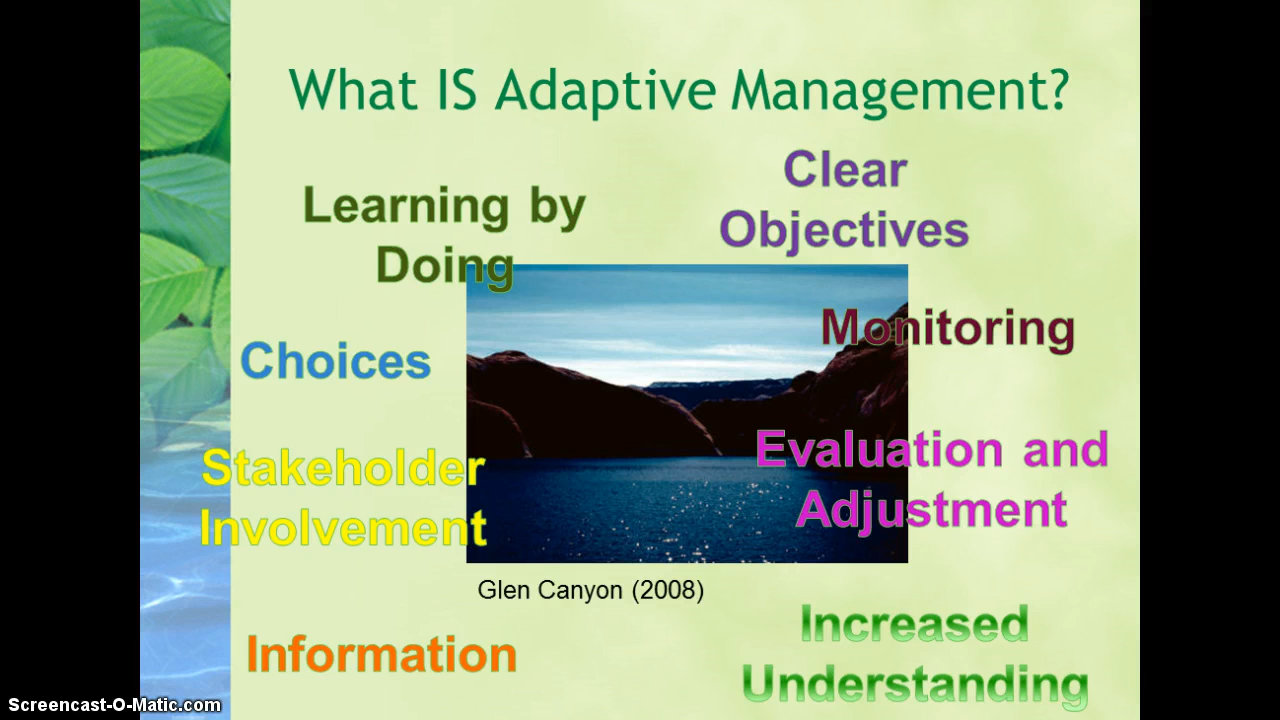 What IS Adaptive Management?
Clear
Objectives
Learning by
Doing
Monitoring
Choices
Evaluation and
Adjustment
Stakeholder
Involvement
Glen Canyon (2008)
Increased
Understanding
Information
Screencast-O-Matic.com